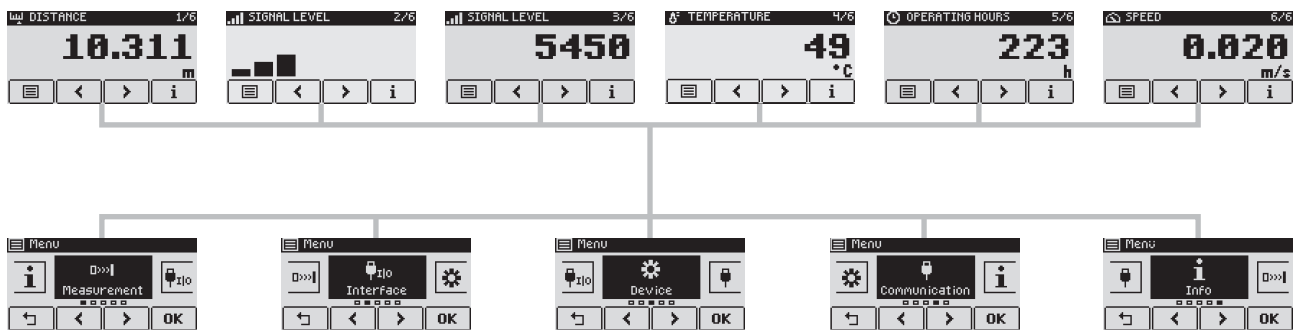 DISTANCE 1/6
10.311
m
i
SIGNAL LEVEL 2/6
i
SIGNAL LEVEL 3/6
5450
i
TEMPERATURE 4/6
49
°C
i
OPERATING HOURS 5/6
223
h
i
SPEED 6/6
0.020
m/s
i
Menu
i
Measurement
I|O
OK
Menu
I|O
Interface
OK
Menu
I|O
Device
OK
Menu
Communication
i
OK
Menu
i
Info
OK